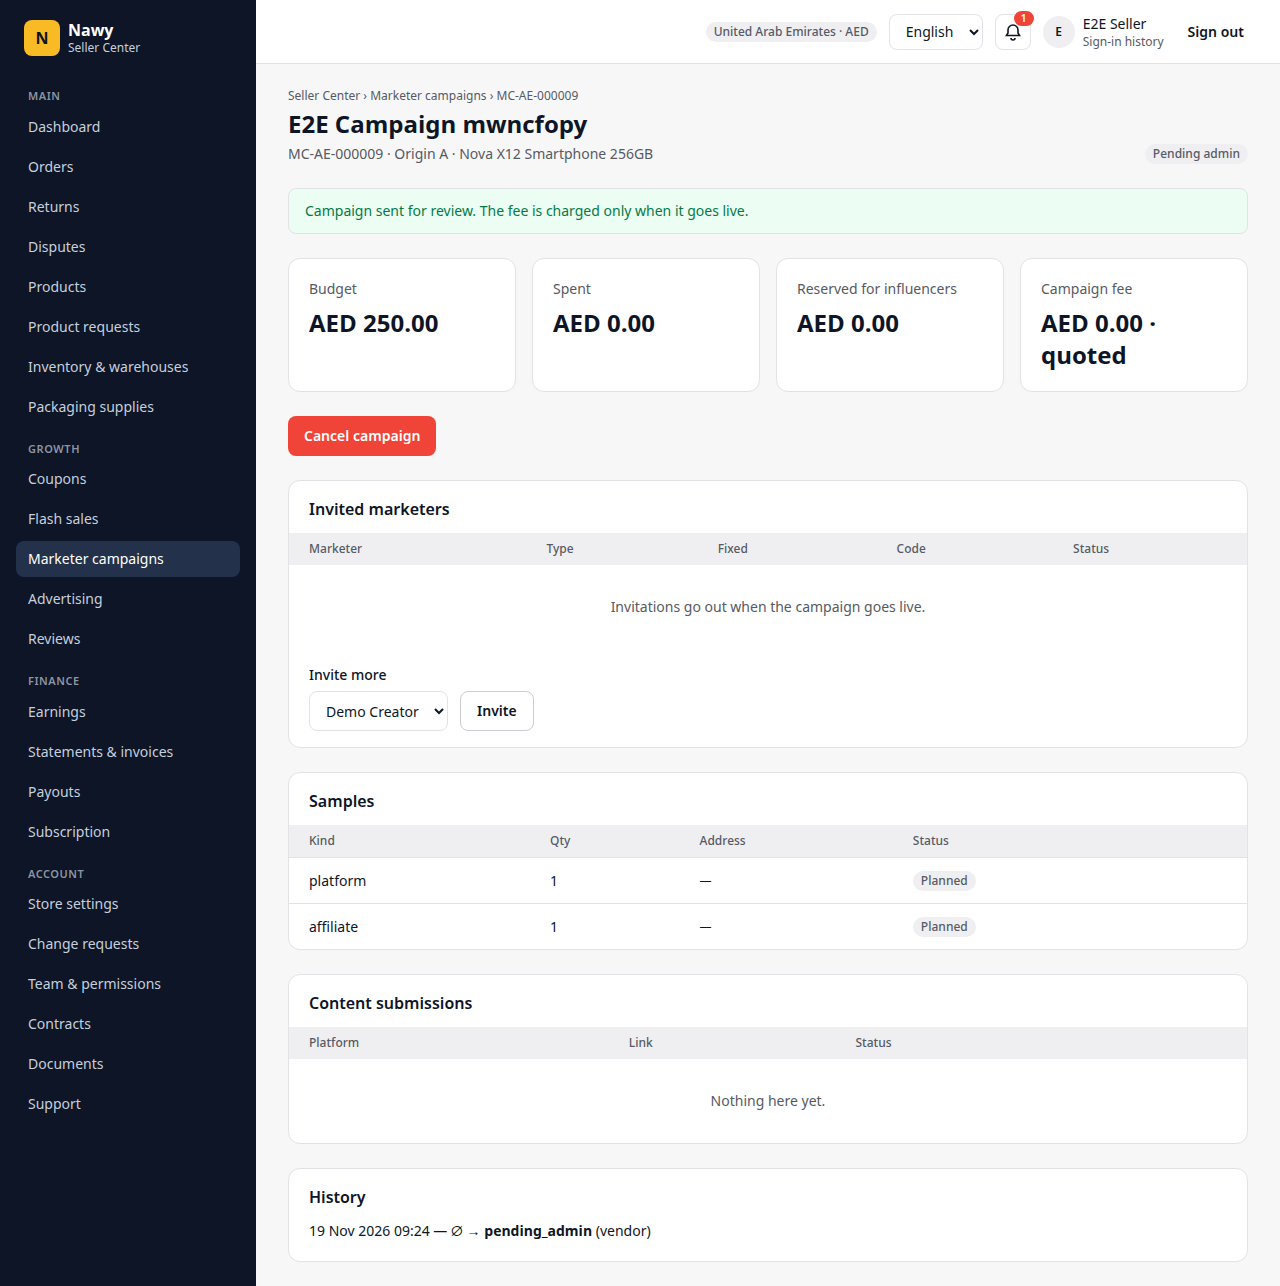 N
Nawy
Seller Center
MAIN
Dashboard
Orders
Returns
Disputes
Products
Product requests
Inventory & warehouses
Packaging supplies
GROWTH
Coupons
Flash sales
Marketer campaigns
Advertising
Reviews
FINANCE
Earnings
Statements & invoices
Payouts
Subscription
ACCOUNT
Store settings
Change requests
Team & permissions
Contracts
Documents
Support
United Arab Emirates · AED
English
1
E
E2E Seller
Sign-in history
Sign out
Seller Center › Marketer campaigns › MC-AE-000009
E2E Campaign mwncfopy
MC-AE-000009 · Origin A · Nova X12 Smartphone 256GB
Pending admin
Campaign sent for review. The fee is charged only when it goes live.
Budget
AED 250.00
Spent
AED 0.00
Reserved for influencers
AED 0.00
Campaign fee
AED 0.00 ·
quoted
Cancel campaign
Invited marketers
Marketer Type Fixed Code Status
Invitations go out when the campaign goes live.
Invite more
Demo Creator
Invite
Samples
Kind Qty Address Status
platform 1 — Planned
affiliate 1 — Planned
Content submissions
Platform Link Status
Nothing here yet.
History
19 Nov 2026 09:24 — ∅ → pending_admin (vendor)